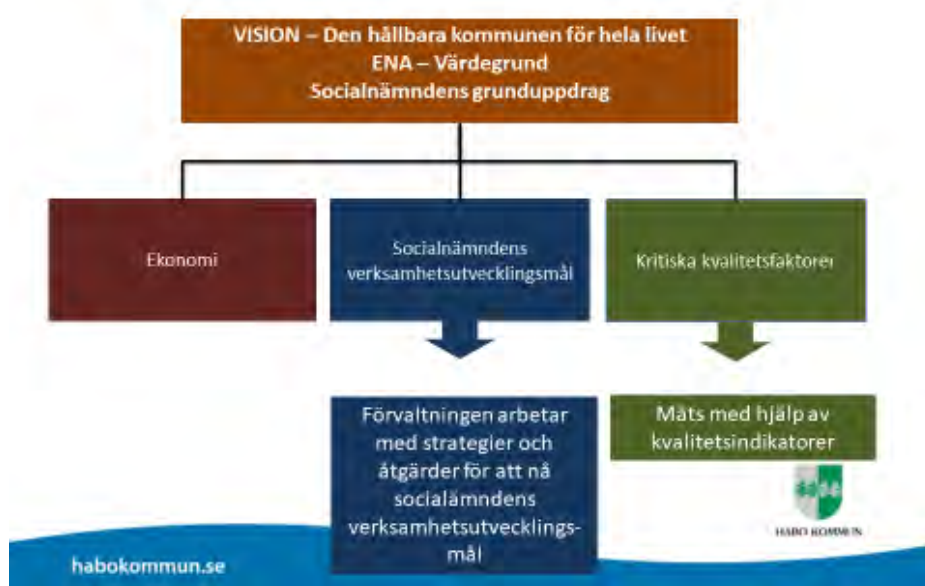 VISION – Den hållbara kommunen för hela livet
ENA – Värdegrund
Socialnämndens grunduppdrag
Ekonomi
Socialnämndens
verksamhetsutvecklingsmål
Kritiska kvalitetsfaktorer
Förvaltningen arbetar
med strategier och
åtgärder för att nå
socialämndens
verksamhetsutvecklings-
mål
Mäts med hjälp av
kvalitetsindikatorer
HABO KOMMUN
habokommun.se